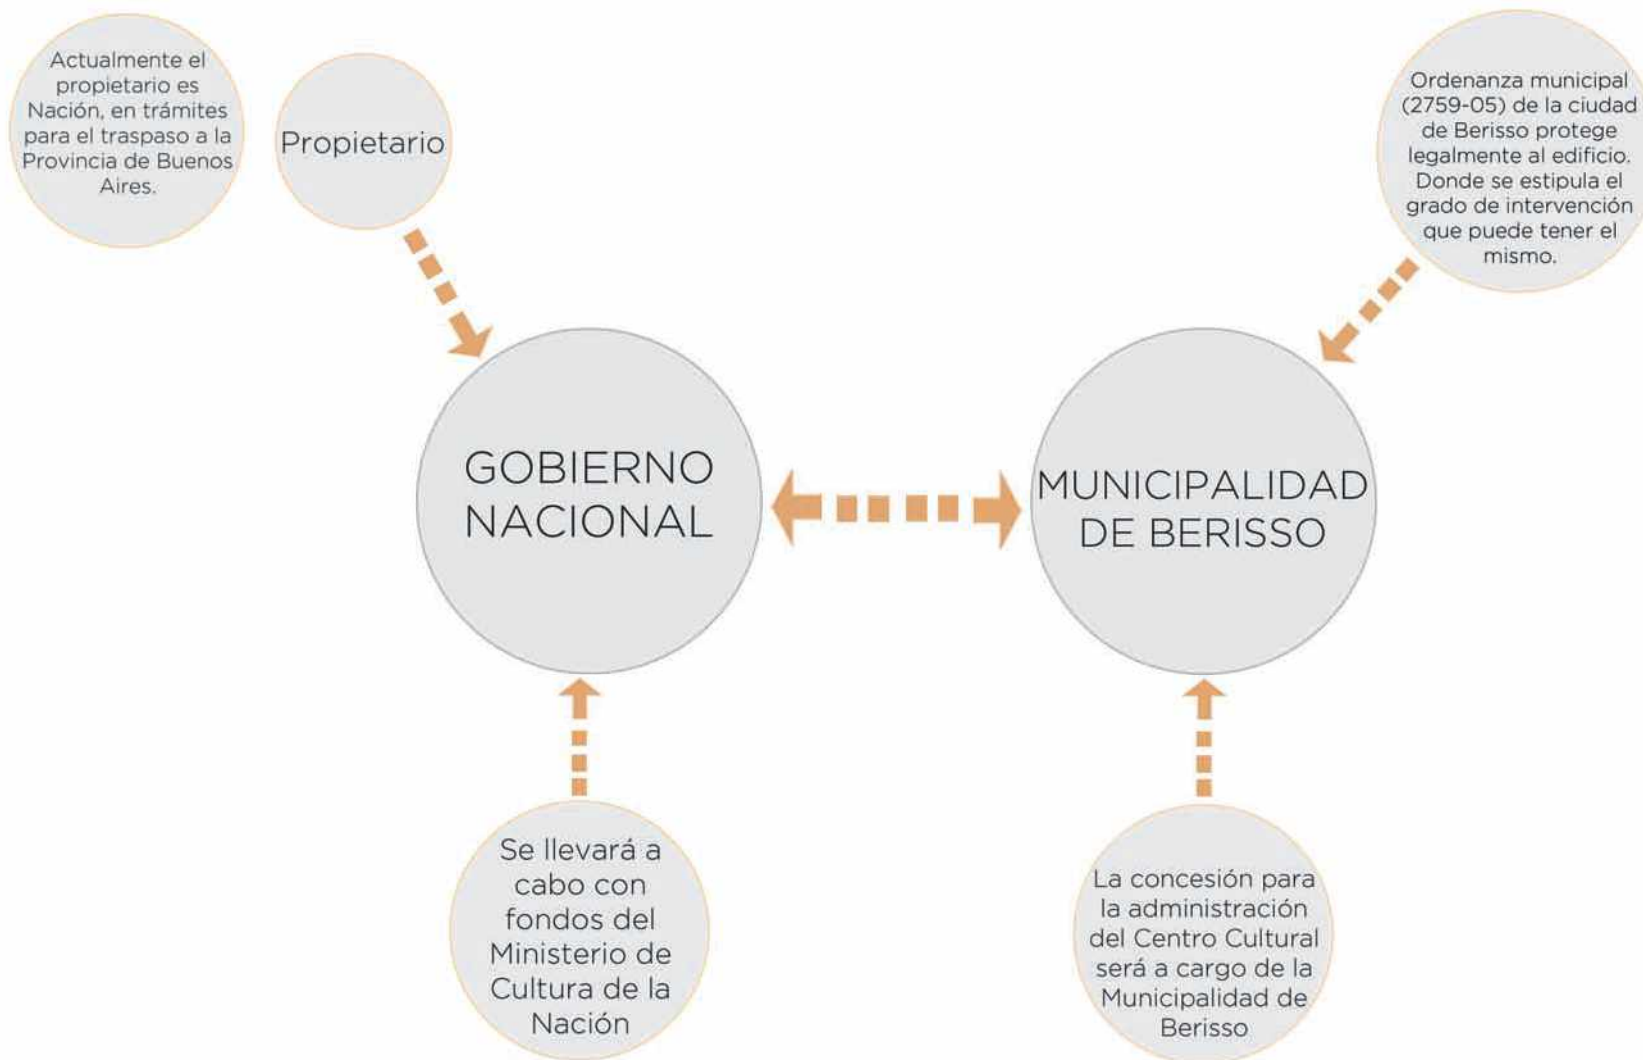 Actualmente el
propietario es
Nación, en trámites
para el traspaso a la
Provincia de Buenos
Aires.
Propietario
Ordenanza municipal
(2759-05) de la ciudad
de Berisso protege
legalmente al edificio.
Donde se estipula el
grado de intervención
que puede tener el
mismo.
GOBIERNO
NACIONAL
MUNICIPALIDAD
DE BERISSO
Se llevará a
cabo con
fondos del
Ministerio de
Cultura de la
Nación
La concesión para
la administración
del Centro Cultural
será a cargo de la
Municipalidad de
Berisso